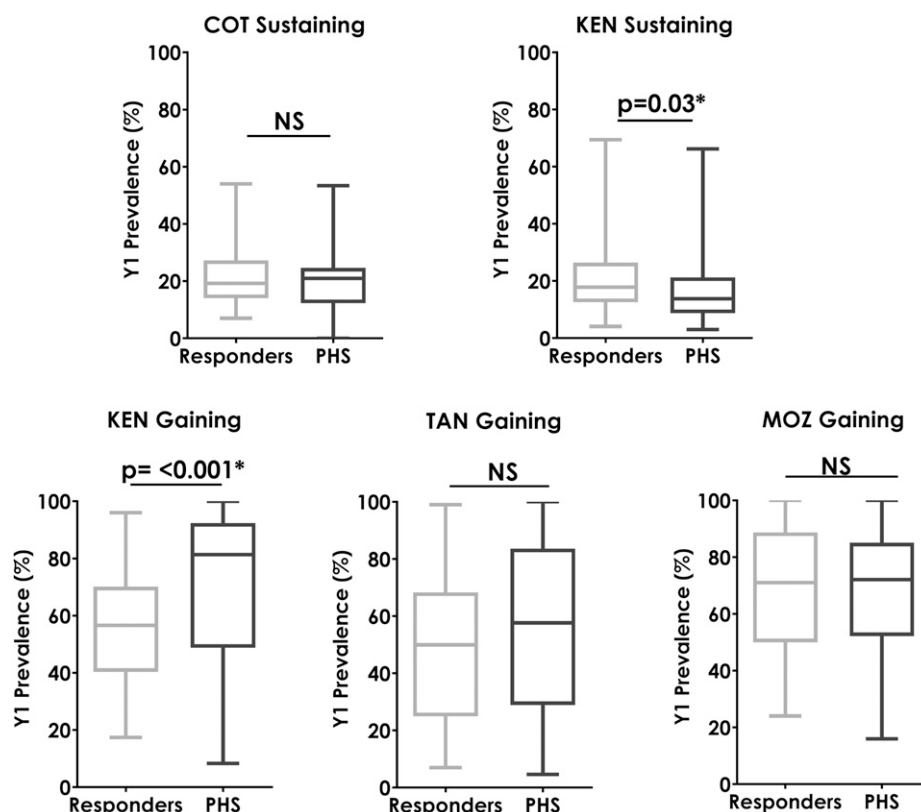 COT Sustaining
Y1 Prevalence (%)
100
80
60
40
20
0
NS
Responders PHS
KEN Sustaining
Y1 Prevalence (%)
100
80
60
40
20
0
p=0.03*
Responders PHS
KEN Gaining
Y1 Prevalence (%)
100
80
60
40
20
0
p= <0.001*
Responders PHS
TAN Gaining
Y1 Prevalence (%)
100
80
60
40
20
0
NS
Responders PHS
MOZ Gaining
Y1 Prevalence (%)
100
80
60
40
20
0
NS
Responders PHS